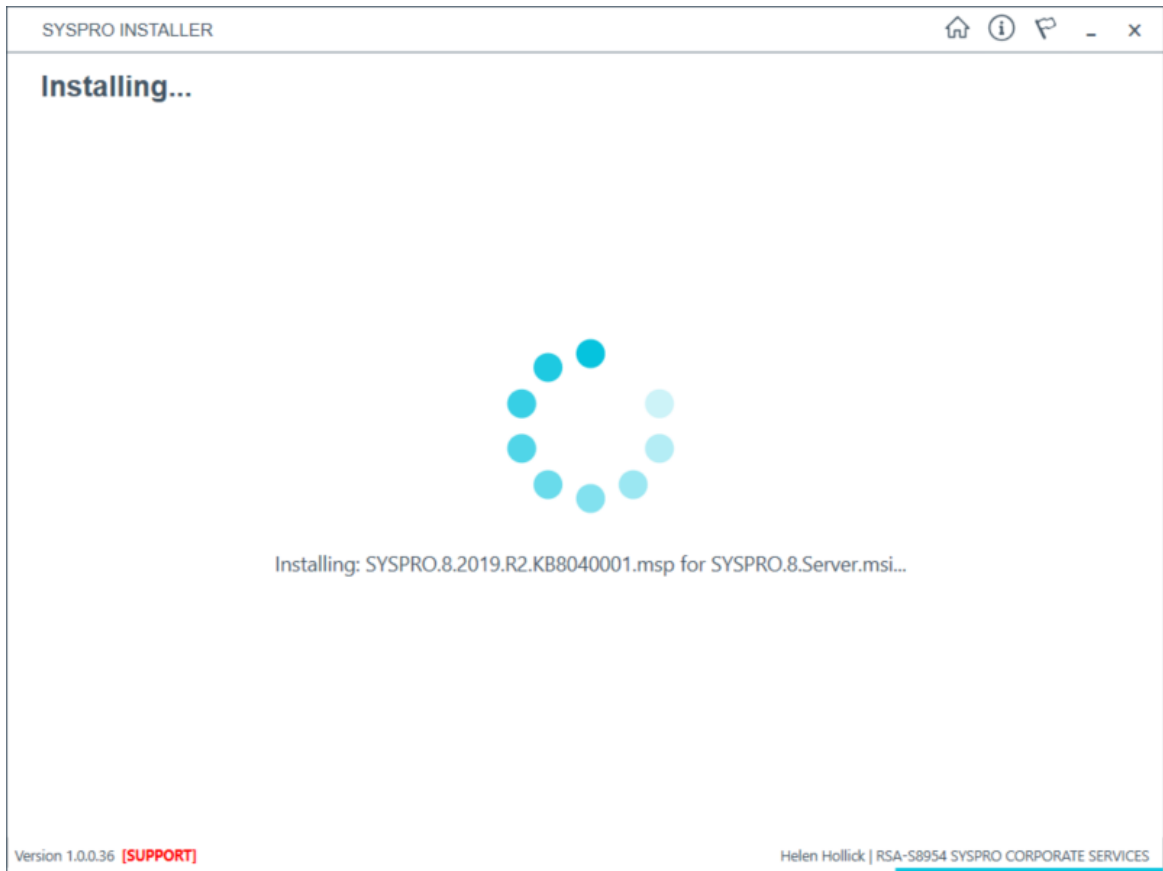 SYSPRO INSTALLER
Installing...
Installing: SYSPRO.8.2019.R2.KB8040001.msp for SYSPRO.8.Server.msi...
Version 1.0.0.36 [SUPPORT]
Helen Hollick | RSA-S8954 SYSPRO CORPORATE SERVICES